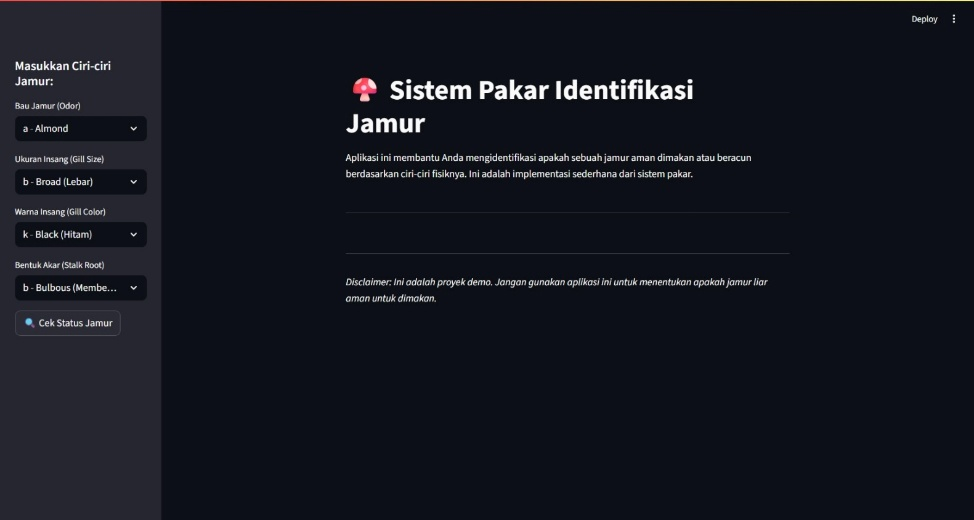 Deploy
Masukkan Ciri-ciri
Jamur:
Bau Jamur (Odor)
a - Almond
Ukuran Insang (Gill Size)
b - Broad (Lebar)
Warna Insang (Gill Color)
k - Black (Hitam)
Bentuk Akar (Stalk Root)
b - Bulbous (Membe...
Cek Status Jamur
Sistem Pakar Identifikasi
Jamur
Aplikasi ini membantu Anda mengidentifikasi apakah sebuah jamur aman dimakan atau beracun
berdasarkan ciri-ciri fisiknya. Ini adalah implementasi sederhana dari sistem pakar.
Disclaimer: Ini adalah proyek demo. Jangan gunakan aplikasi ini untuk menentukan apakah jamur liar
aman untuk dimakan.